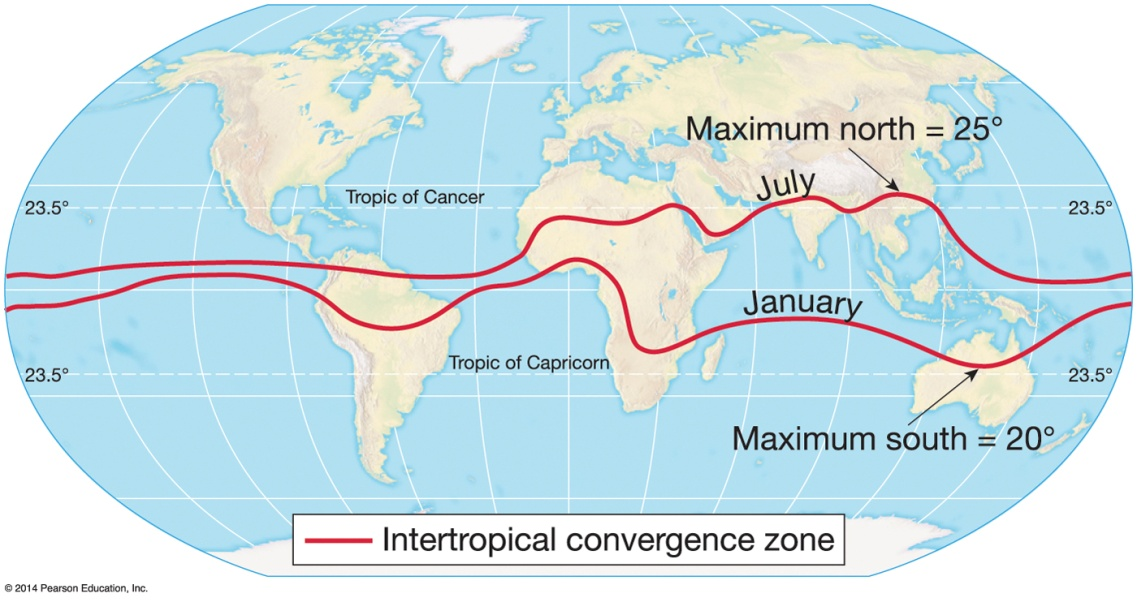 Maximum north = 25°
July
Tropic of Cancer
23.5°
23.5°
January
Tropic of Capricorn
23.5°
23.5°
Maximum south = 20°
Intertropical convergence zone
© 2014 Pearson Education, Inc.